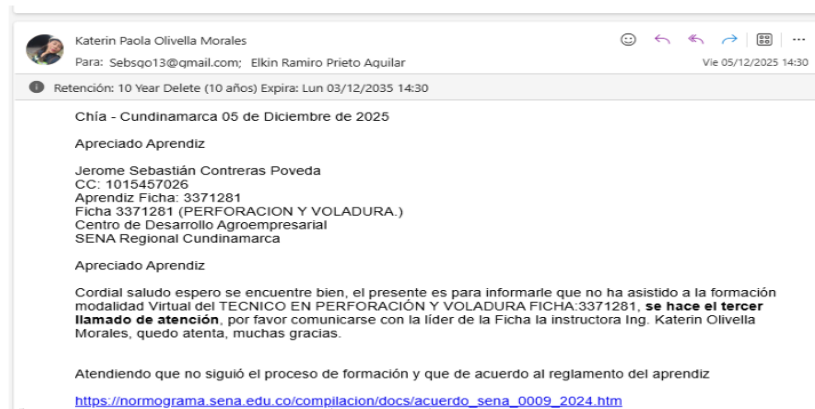 Katerin Paola Olivella Morales
Para: Sebsgo13@gmail.com; Elkin Ramiro Prieto Aguilar
Vie 05/12/2025 14:30
Retención: 10 Year Delete (10 años) Expira: Lun 03/12/2035 14:30
Chía - Cundinamarca 05 de Diciembre de 2025
Apreciado Aprendiz
Jerome Sebastián Contreras Poveda
CC: 1015457026
Aprendiz Ficha: 3371281
Ficha 3371281 (PERFORACION Y VOLADURA.)
Centro de Desarrollo Agroempresarial
SENA Regional Cundinamarca
Apreciado Aprendiz
Cordial saludo espero se encuentre bien, el presente es para informarle que no ha asistido a la formación
modalidad Virtual del TECNICO EN PERFORACIÓN Y VOLADURA FICHA:3371281, se hace el tercer
llamado de atención, por favor comunicarse con la líder de la Ficha la instructora Ing. Katerin Olivella
Morales, quedo atenta, muchas gracias.
Atendiendo que no siguió el proceso de formación y que de acuerdo al reglamento del aprendiz
https://normograma.sena.edu.co/compilacion/docs/acuerdo_sena_0009_2024.htm